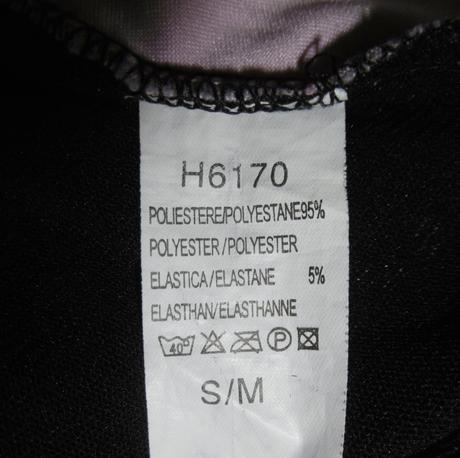 H6170
POLIESTERE/POLYESTANE95%
POLYESTER/POLYESTER
ELASTICA/ELASTANE 5%
ELASTHAN/ELASTHANNE
40° P
S/M